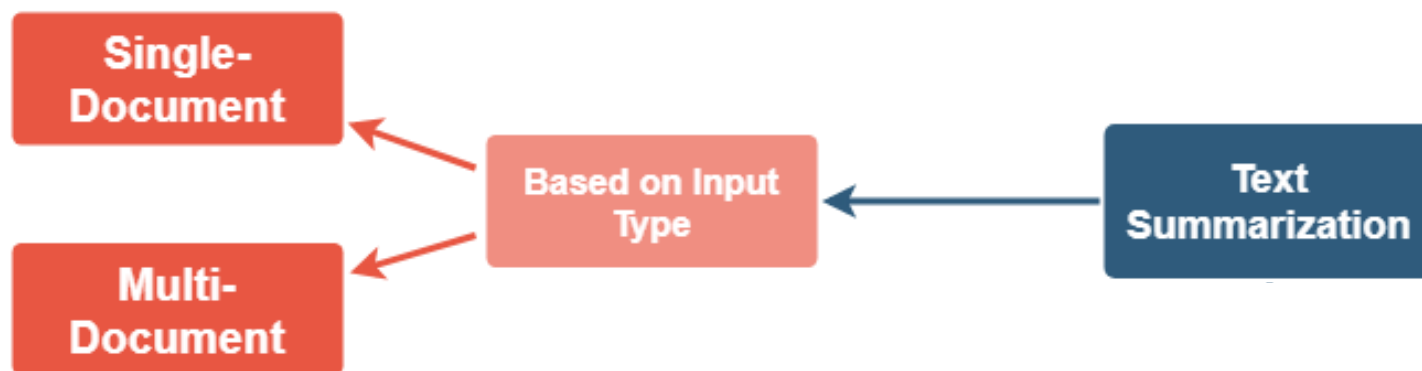 Single-
Document
Based on Input
Type
Text
Summarization
Multi-
Document